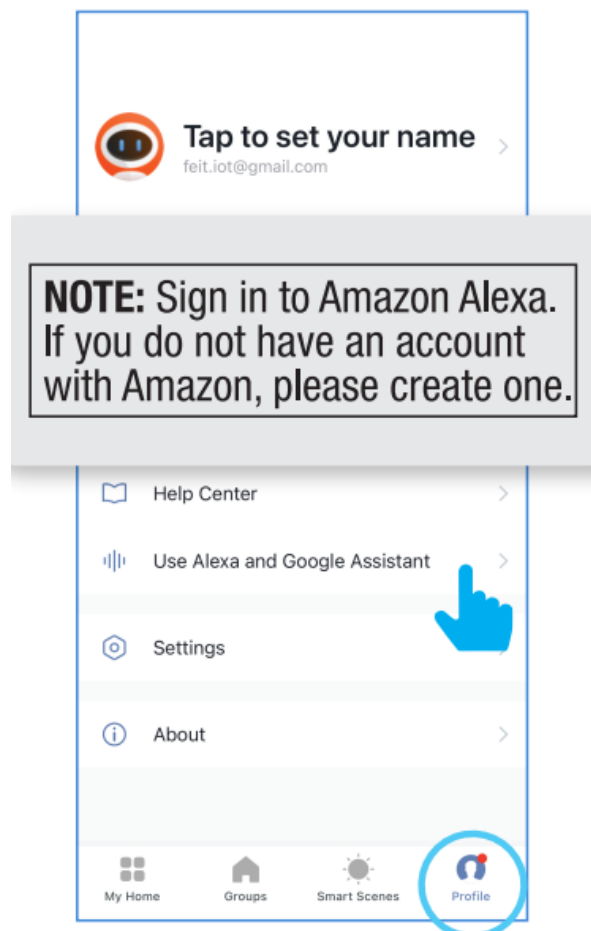 Tap to set your name
feit.iot@gmail.com
NOTE: Sign in to Amazon Alexa.
If you do not have an account
with Amazon, please create one.
Help Center
Use Alexa and Google Assistant
Settings
About
My Home Groups Smart Scenes Profile